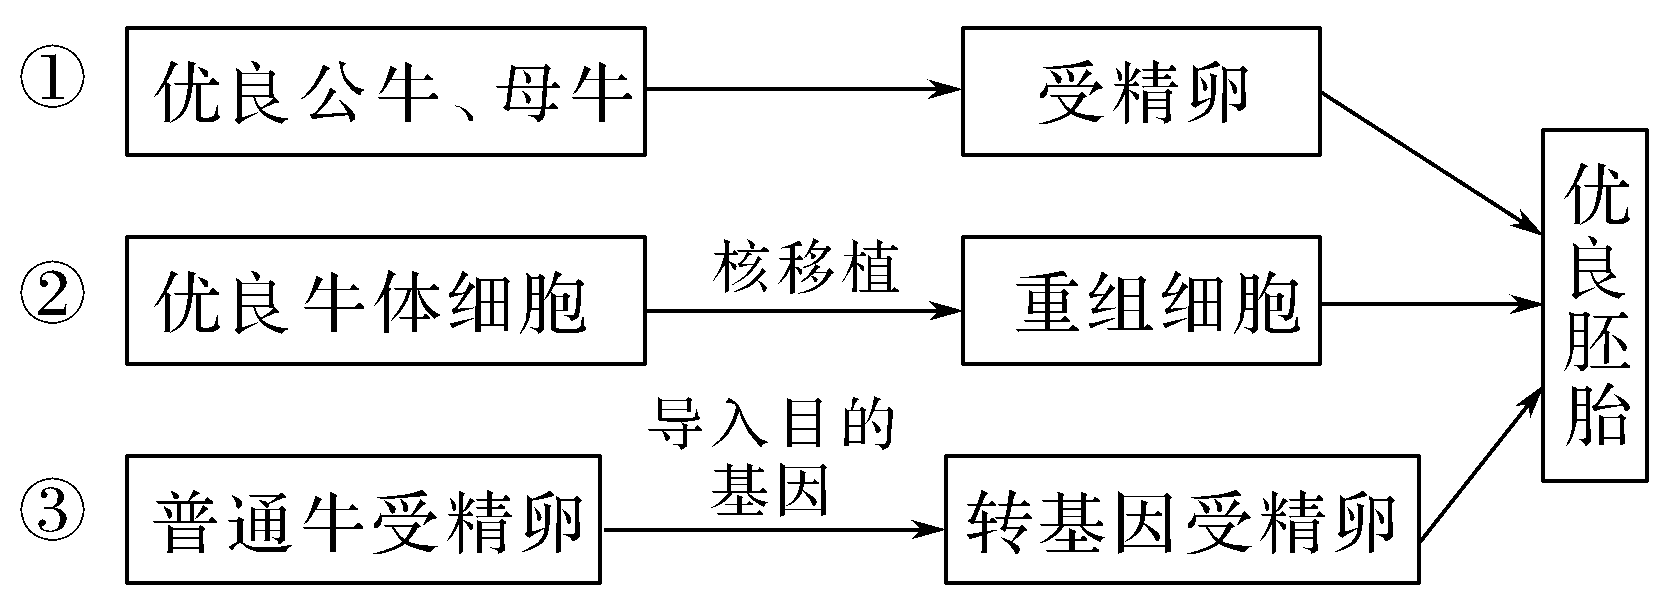 ① 优良公牛、母牛 受精卵
② 优良牛体细胞 核移植 重组细胞
③ 普通牛受精卵 导入目的
基因 转基因受精卵
优良胚胎